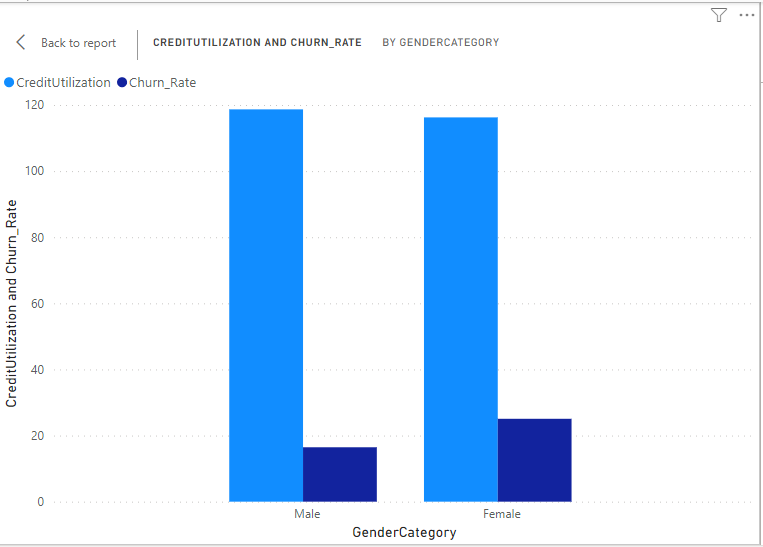 Back to report
CREDITUTILIZATION AND CHURN_RATE BY GENDERCATEGORY
CreditUtilization Churn_Rate
120
100
80
60
40
20
0
CreditUtilization and Churn_Rate
Male Female
GenderCategory